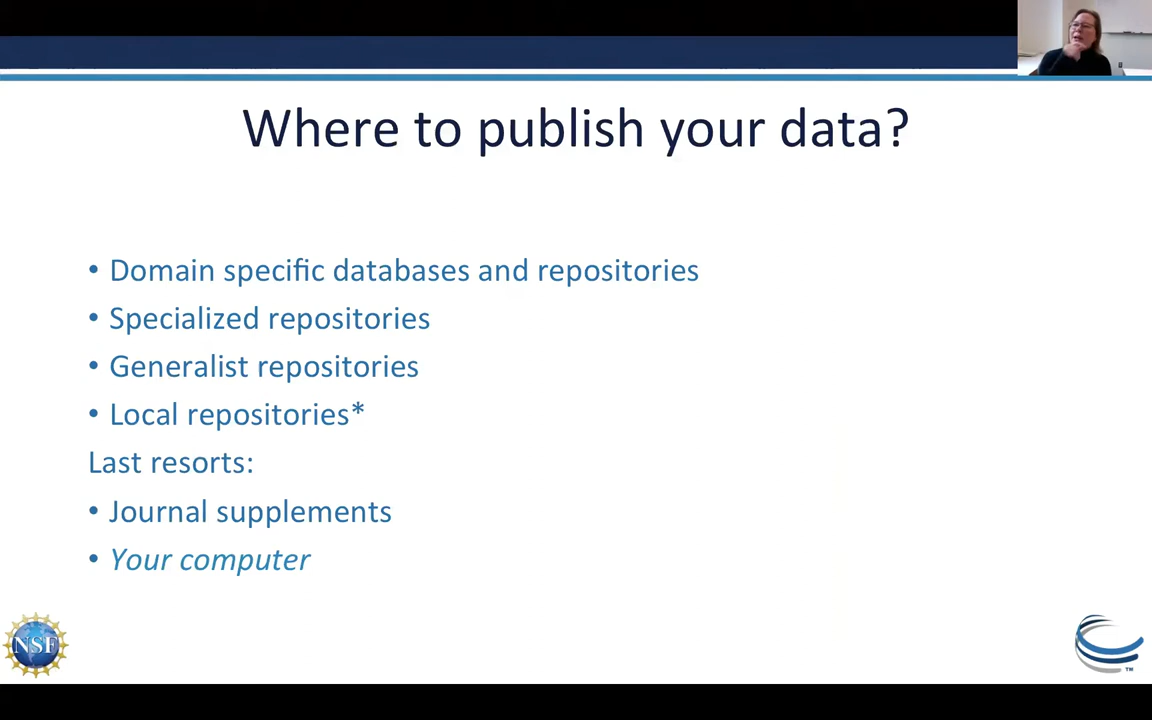 Where to publish your data?
• Domain specific databases and repositories
• Specialized repositories
• Generalist repositories
• Local repositories*
Last resorts:
• Journal supplements
• Your computer
NSF
TM